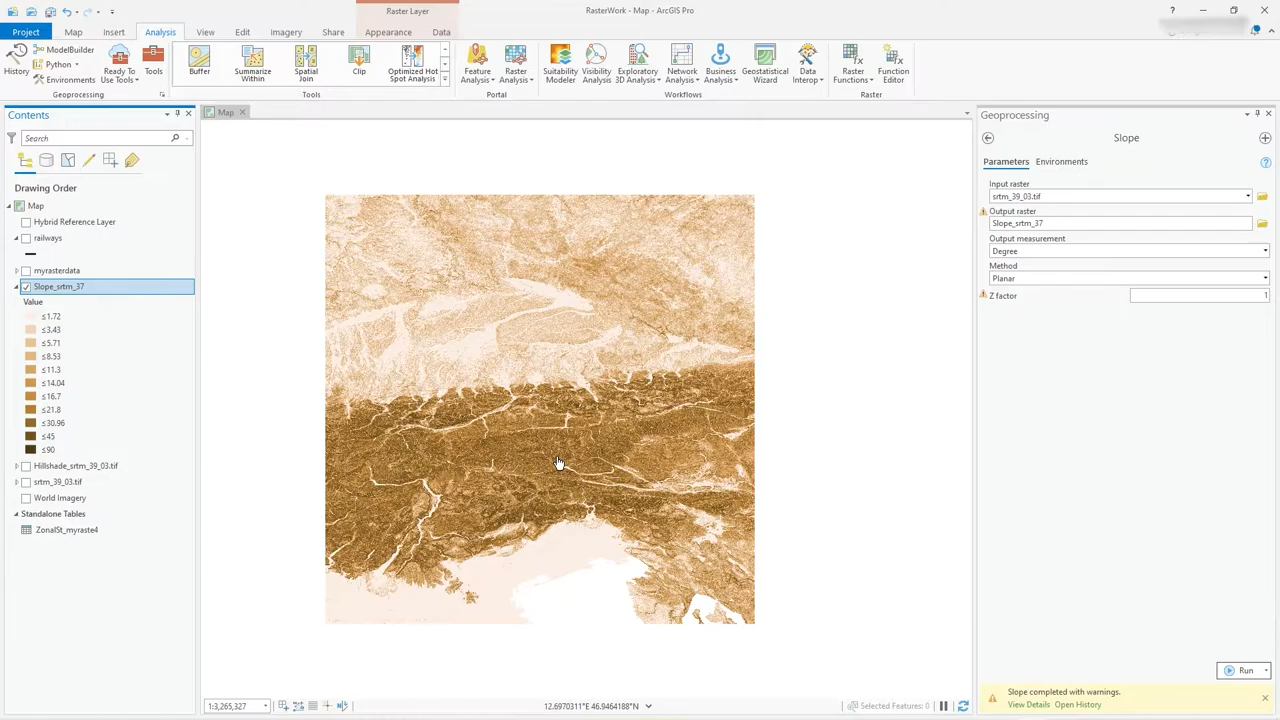 RasterWork - Map - ArcGIS Pro
Raster Layer
Project Map Insert Analysis View Edit Imagery Share Appearance Data
History
ModelBuilder
Python
Environments
Ready To Use Tools
Tools
Geoprocessing
Buffer
Summarize Within
Spatial Join
Clip
Optimized Hot Spot Analysis
Tools
Feature Analysis
Raster Analysis
Portal
Suitability Modeler
Visibility Analysis
Exploratory 3D Analysis
Network Analysis
Business Analysis
Geostatistical Wizard
Data Interop
Workflows
Raster Functions
Function Editor
Raster
Contents
Search
Drawing Order
Map
Hybrid Reference Layer
railways
myrasterdata
Slope_srtm_37
Value
≤1.72
≤3.43
≤5.71
≤8.53
≤11.3
≤14.04
≤16.7
≤21.8
≤30.96
≤45
≤90
Hillshade_srtm_39_03.tif
srtm_39_03.tif
World Imagery
Standalone Tables
ZonalSt_myraste4
Map
1:3,265,327
12.6970311°E 46.9464188°N
Selected Features: 0
Geoprocessing
Slope
Parameters Environments
Input raster
srtm_39_03.tif
Output raster
Slope_srtm_37
Output measurement
Degree
Method
Planar
Z factor
1
Run
Slope completed with warnings.
View Details Open History